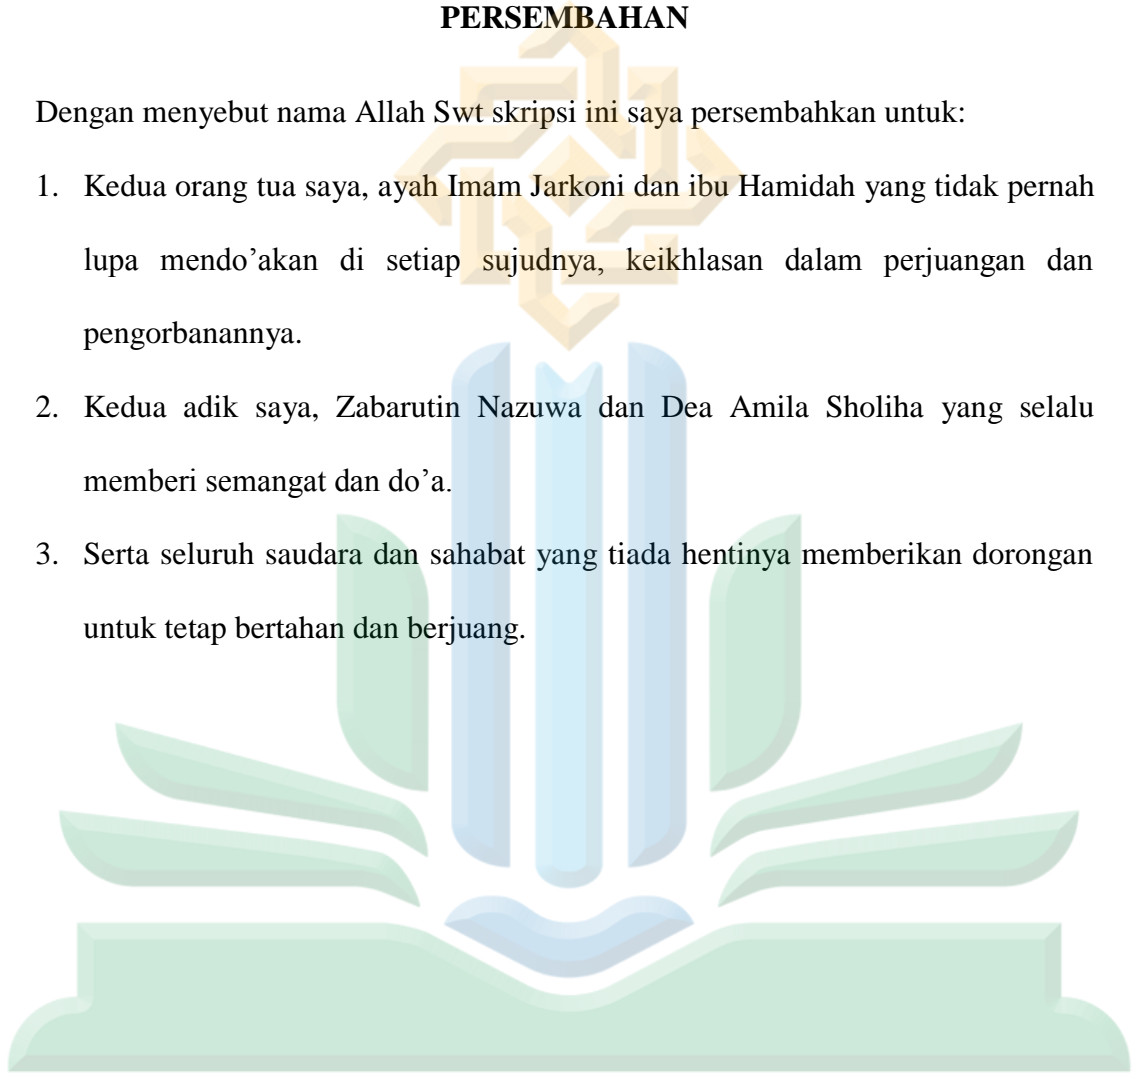 PERSEMBAHAN
Dengan menyebut nama Allah Swt skripsi ini saya persembahkan untuk:
1. Kedua orang tua saya, ayah Imam Jarkoni dan ibu Hamidah yang tidak pernah
lupa mendo’akan di setiap sujudnya, keikhlasan dalam perjuangan dan
pengorbanannya.
2. Kedua adik saya, Zabarutin Nazuwa dan Dea Amila Sholiha yang selalu
memberi semangat dan do’a.
3. Serta seluruh saudara dan sahabat yang tiada hentinya memberikan dorongan
untuk tetap bertahan dan berjuang.